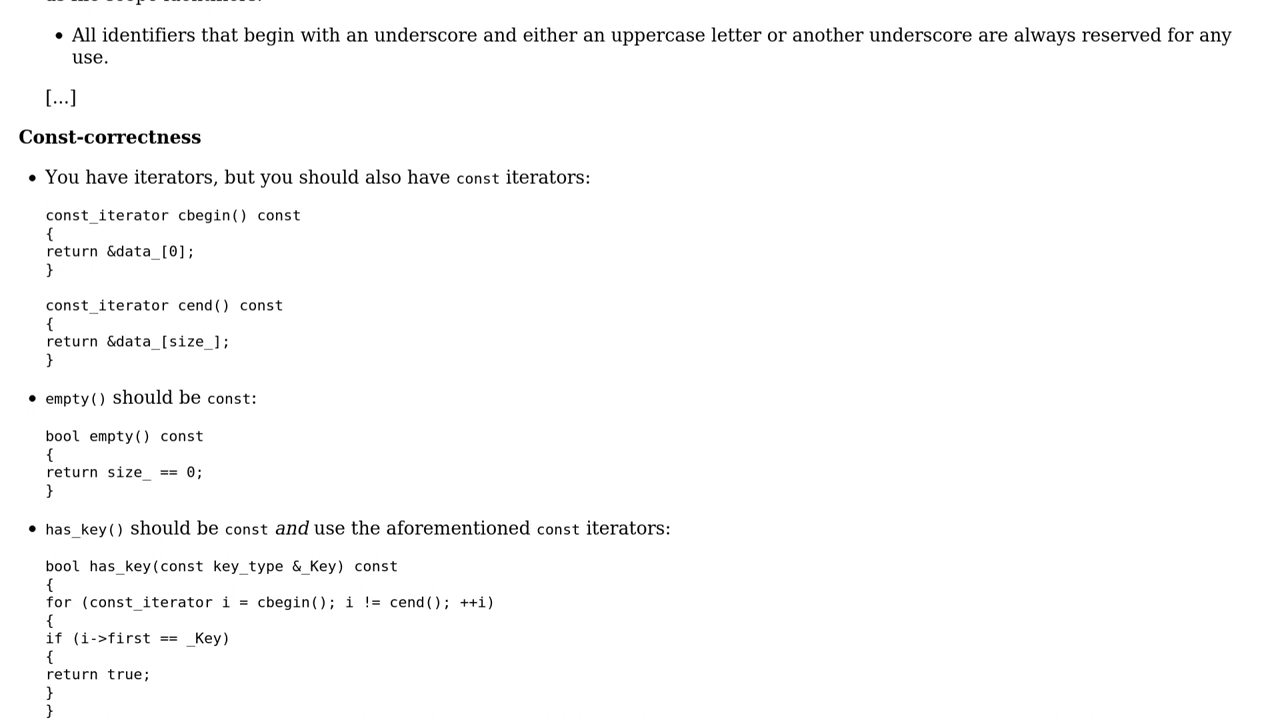 • All identifiers that begin with an underscore and either an uppercase letter or another underscore are always reserved for any
use.
[...]
Const-correctness
• You have iterators, but you should also have const iterators:
const_iterator cbegin() const
{
return &data_[0];
}
const_iterator cend() const
{
return &data_[size_];
}
• empty() should be const:
bool empty() const
{
return size_ == 0;
}
• has_key() should be const and use the aforementioned const iterators:
bool has_key(const key_type &_Key) const
{
for (const_iterator i = cbegin(); i != cend(); ++i)
{
if (i->first == _Key)
{
return true;
}
}